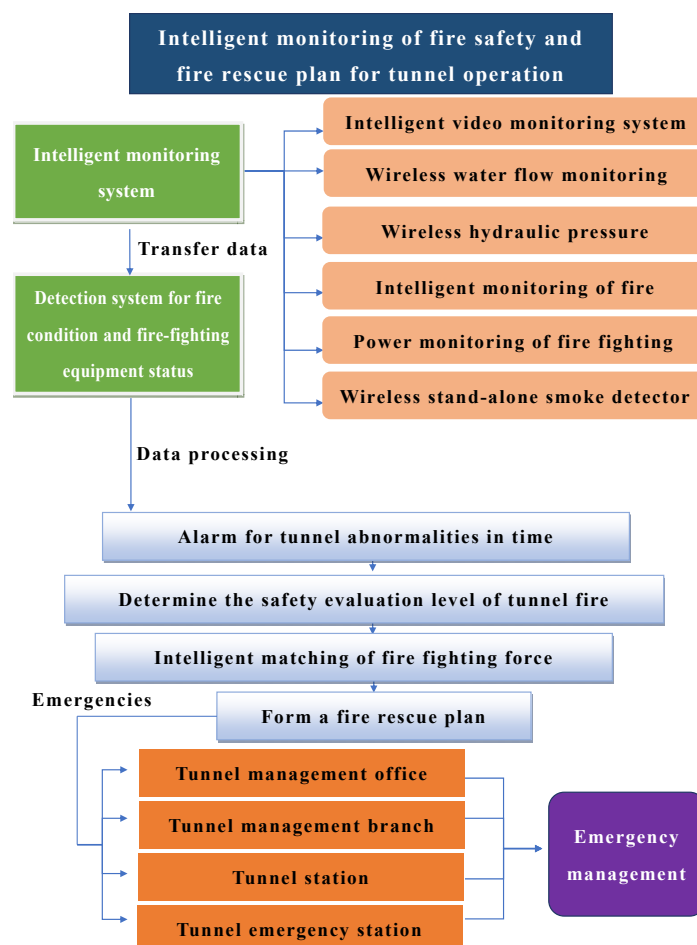 Intelligent monitoring of fire safety and
fire rescue plan for tunnel operation
Intelligent monitoring
system
Intelligent video monitoring system
Wireless water flow monitoring
Wireless hydraulic pressure
Intelligent monitoring of fire
Power monitoring of fire fighting
Wireless stand-alone smoke detector
Transfer data
Detection system for fire
condition and fire-fighting
equipment status
Data processing
Alarm for tunnel abnormalities in time
Determine the safety evaluation level of tunnel fire
Intelligent matching of fire fighting force
Emergencies
Form a fire rescue plan
Tunnel management office
Tunnel management branch
Tunnel station
Tunnel emergency station
Emergency
management